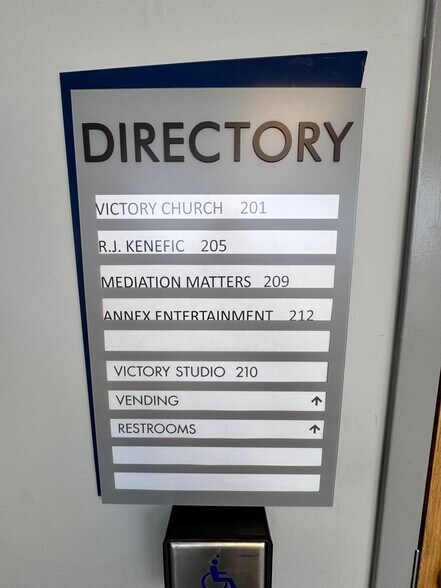 DIRECTORY
VICTORY CHURCH 201
R.J. KENEFIC 205
MEDIATION MATTERS 209
ANNEX ENTERTAINMENT 212
VICTORY STUDIO 210
VENDING ↑
RESTROOMS ↑